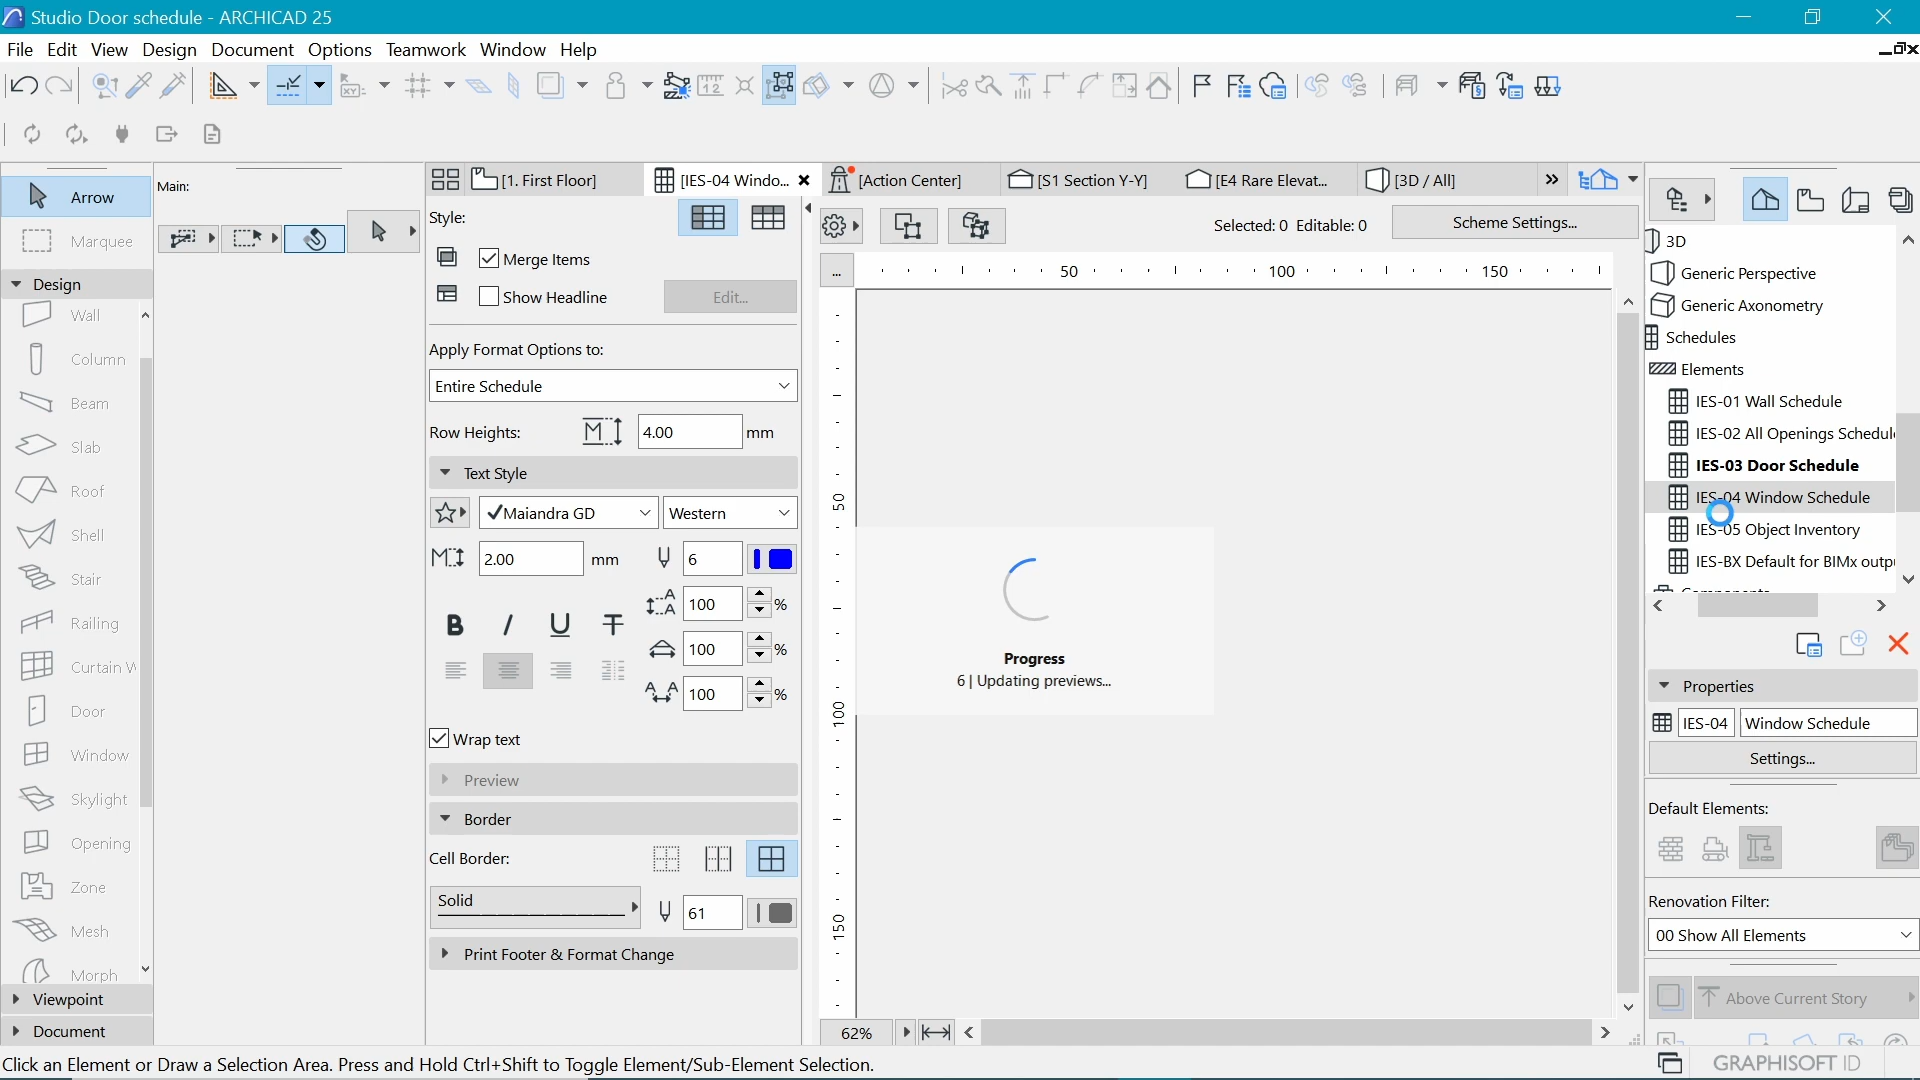 Studio Door schedule - ARCHICAD 25
File Edit View Design Document Options Teamwork Window Help
Main:
Arrow
Marquee
Design
Wall
Column
Beam
Slab
Roof
Shell
Stair
Railing
Curtain W
Door
Window
Skylight
Opening
Zone
Mesh
Morph
Viewpoint
Document
[1. First Floor]
[IES-04 Windo...
[Action Center]
[S1 Section Y-Y]
[E4 Rare Elevat...
[3D / All]
Style:
Merge Items
Show Headline
Edit...
Apply Format Options to:
Entire Schedule
Row Heights:
4.00
mm
Text Style
Maiandra GD
Western
2.00
mm
6
100
%
100
%
100
%
Wrap text
Preview
Border
Cell Border:
Solid
61
Print Footer & Format Change
Selected: 0 Editable: 0
Scheme Settings...
...
50
100
150
50
100
150
Progress
6 | Updating previews...
62%
3D
Generic Perspective
Generic Axonometry
Schedules
Elements
IES-01 Wall Schedule
IES-02 All Openings Schedul
IES-03 Door Schedule
IES-04 Window Schedule
IES-05 Object Inventory
IES-BX Default for BIMx outp
Properties
IES-04
Window Schedule
Settings...
Default Elements:
Renovation Filter:
00 Show All Elements
Above Current Story
Click an Element or Draw a Selection Area. Press and Hold Ctrl+Shift to Toggle Element/Sub-Element Selection.
GRAPHISOFT ID